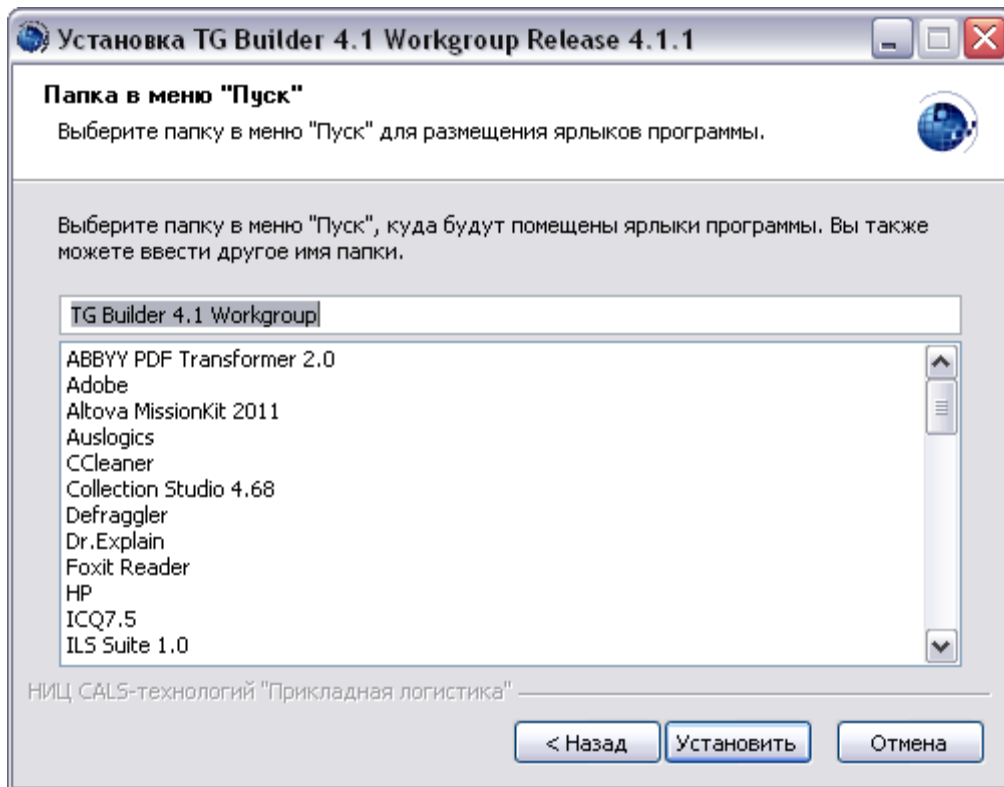 Установка TG Builder 4.1 Workgroup Release 4.1.1
Папка в меню "Пуск"
Выберите папку в меню "Пуск" для размещения ярлыков программы.
Выберите папку в меню "Пуск", куда будут помещены ярлыки программы. Вы также
можете ввести другое имя папки.
TG Builder 4.1 Workgroup
ABBYY PDF Transformer 2.0
Adobe
Altova MissionKit 2011
Auslogics
CCleaner
Collection Studio 4.68
Defraggler
Dr.Explain
Foxit Reader
HP
ICQ7.5
ILS Suite 1.0
НИЦ CALS-технологий "Прикладная логистика"
< Назад
Установить
Отмена